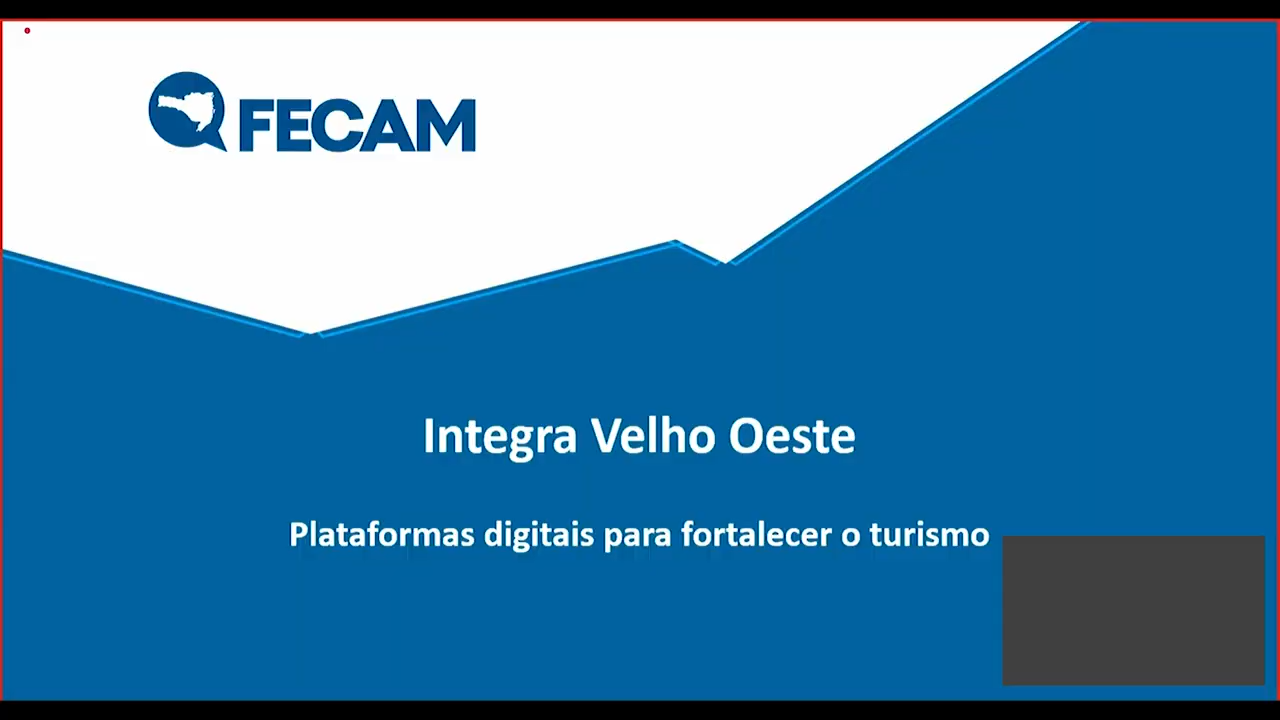 FECAM
Integra Velho Oeste
Plataformas digitais para fortalecer o turismo